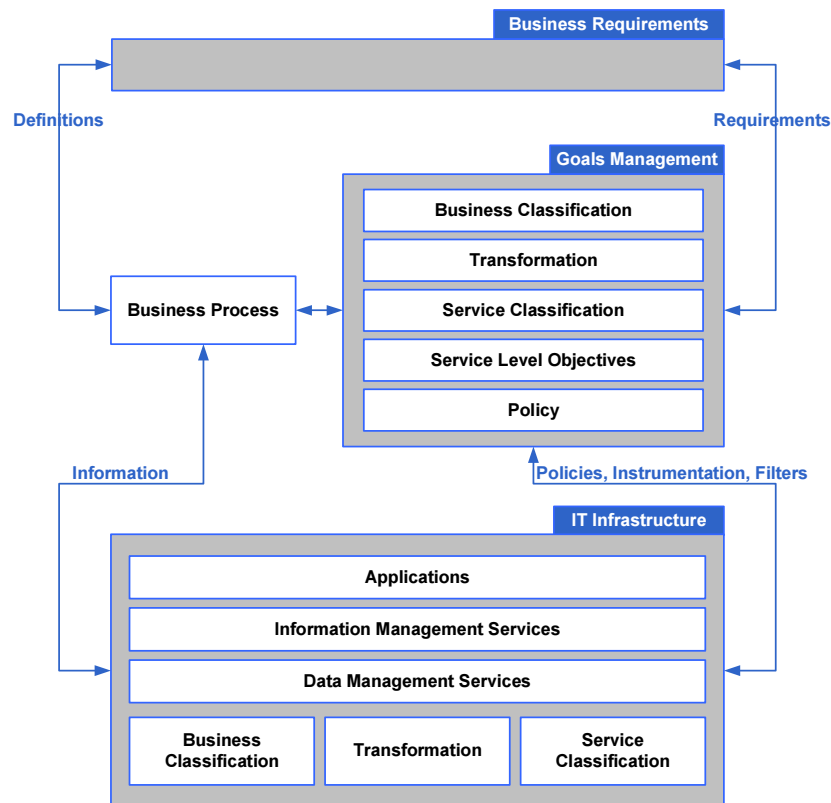 Business Requirements
Definitions
Requirements
Goals Management
Business Classification
Transformation
Service Classification
Service Level Objectives
Policy
Business Process
Information
Policies, Instrumentation, Filters
IT Infrastructure
Applications
Information Management Services
Data Management Services
Business
Classification
Transformation
Service
Classification